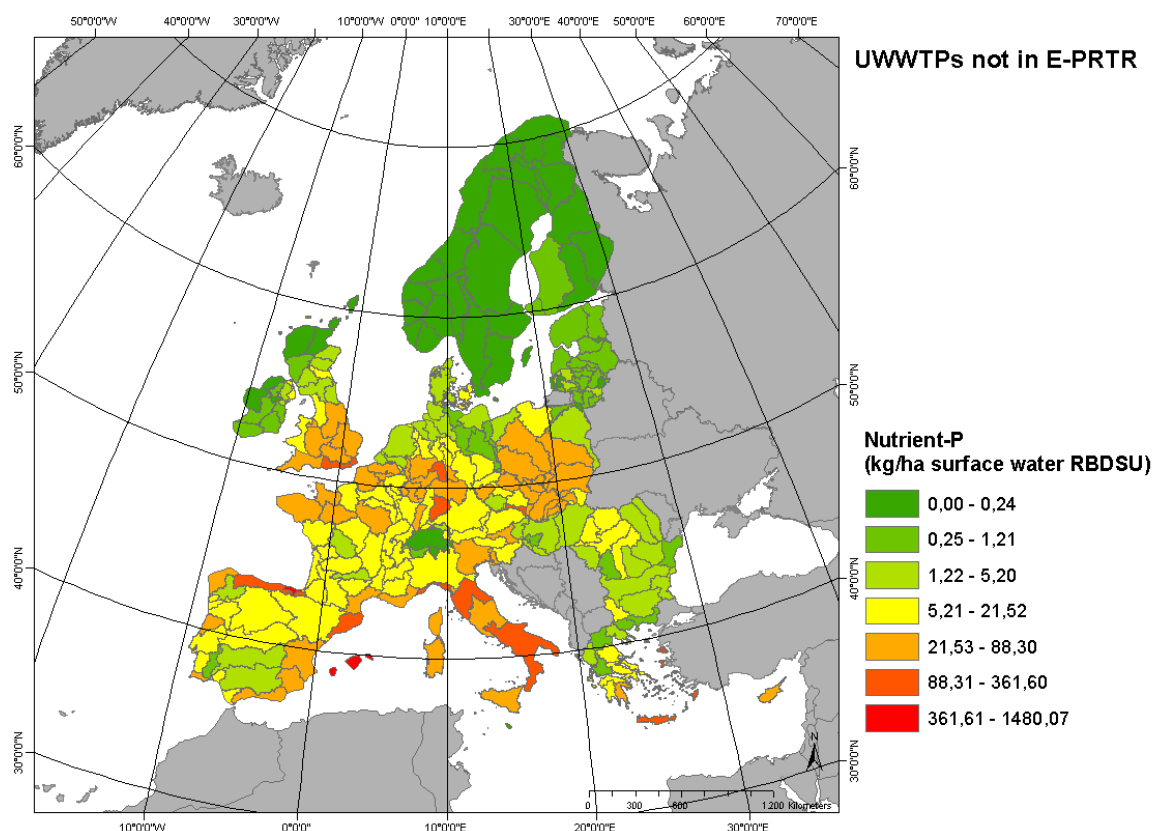 50°0'0"W 40°0'0"W 30°0'0"W 10°0'0"W 0°0'0" 10°0'0"E 30°0'0"E 40°0'0"E 50°0'0"E 60°0'0"E 70°0'0"E
UWWTPs not in E-PRTR
60°0'0"N 60°0'0"N
50°0'0"N 50°0'0"N
40°0'0"N 40°0'0"N
30°0'0"N 30°0'0"N
Nutrient-P
(kg/ha surface water RBDSU)
0,00 - 0,24
0,25 - 1,21
1,22 - 5,20
5,21 - 21,52
21,53 - 88,30
88,31 - 361,60
361,61 - 1480,07
N
0 300 600 1.200 Kilometers
10°0'0"W 0°0'0"E 10°0'0"E 20°0'0"E 30°0'0"E